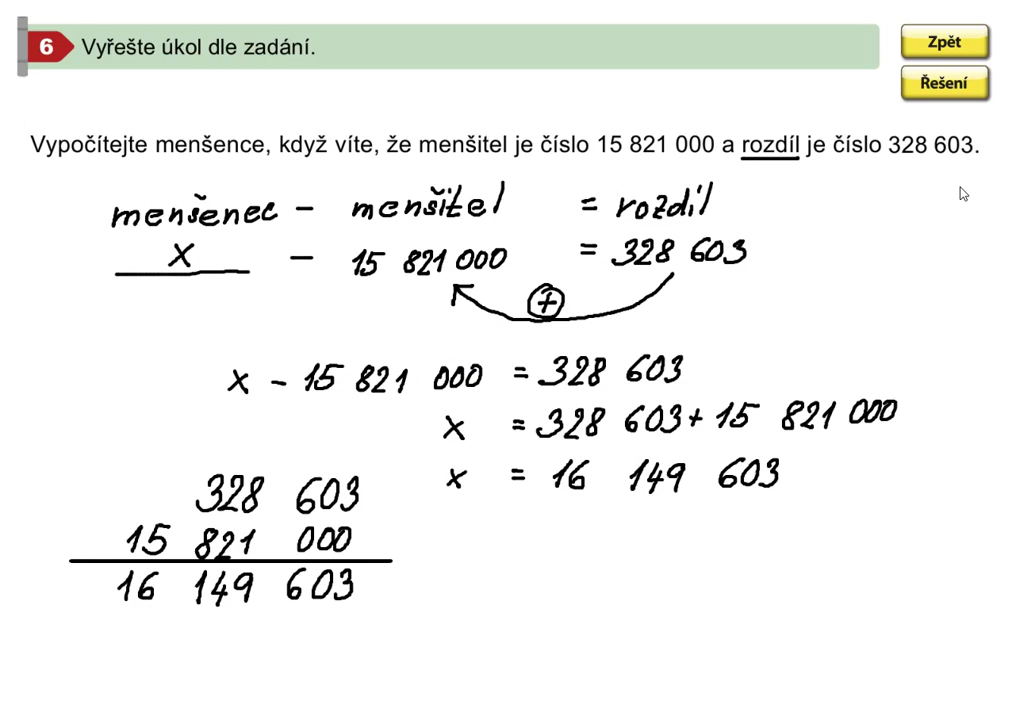 6 Vyřešte úkol dle zadání.
Zpět
Řešení
Vypočítejte menšence, když víte, že menšitel je číslo 15 821 000 a rozdíl je číslo 328 603.
menšenec - menšitel = rozdíl
x - 15 821 000 = 328 603
+
x - 15 821 000 = 328 603
x = 328 603 + 15 821 000
x = 16 149 603
328 603
15 821 000
16 149 603